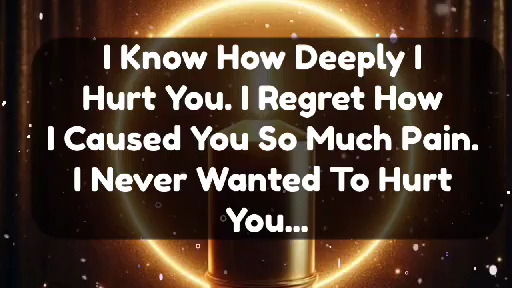 I Know How Deeply I
Hurt You. I Regret How
I Caused You So Much Pain.
I Never Wanted To Hurt
You...